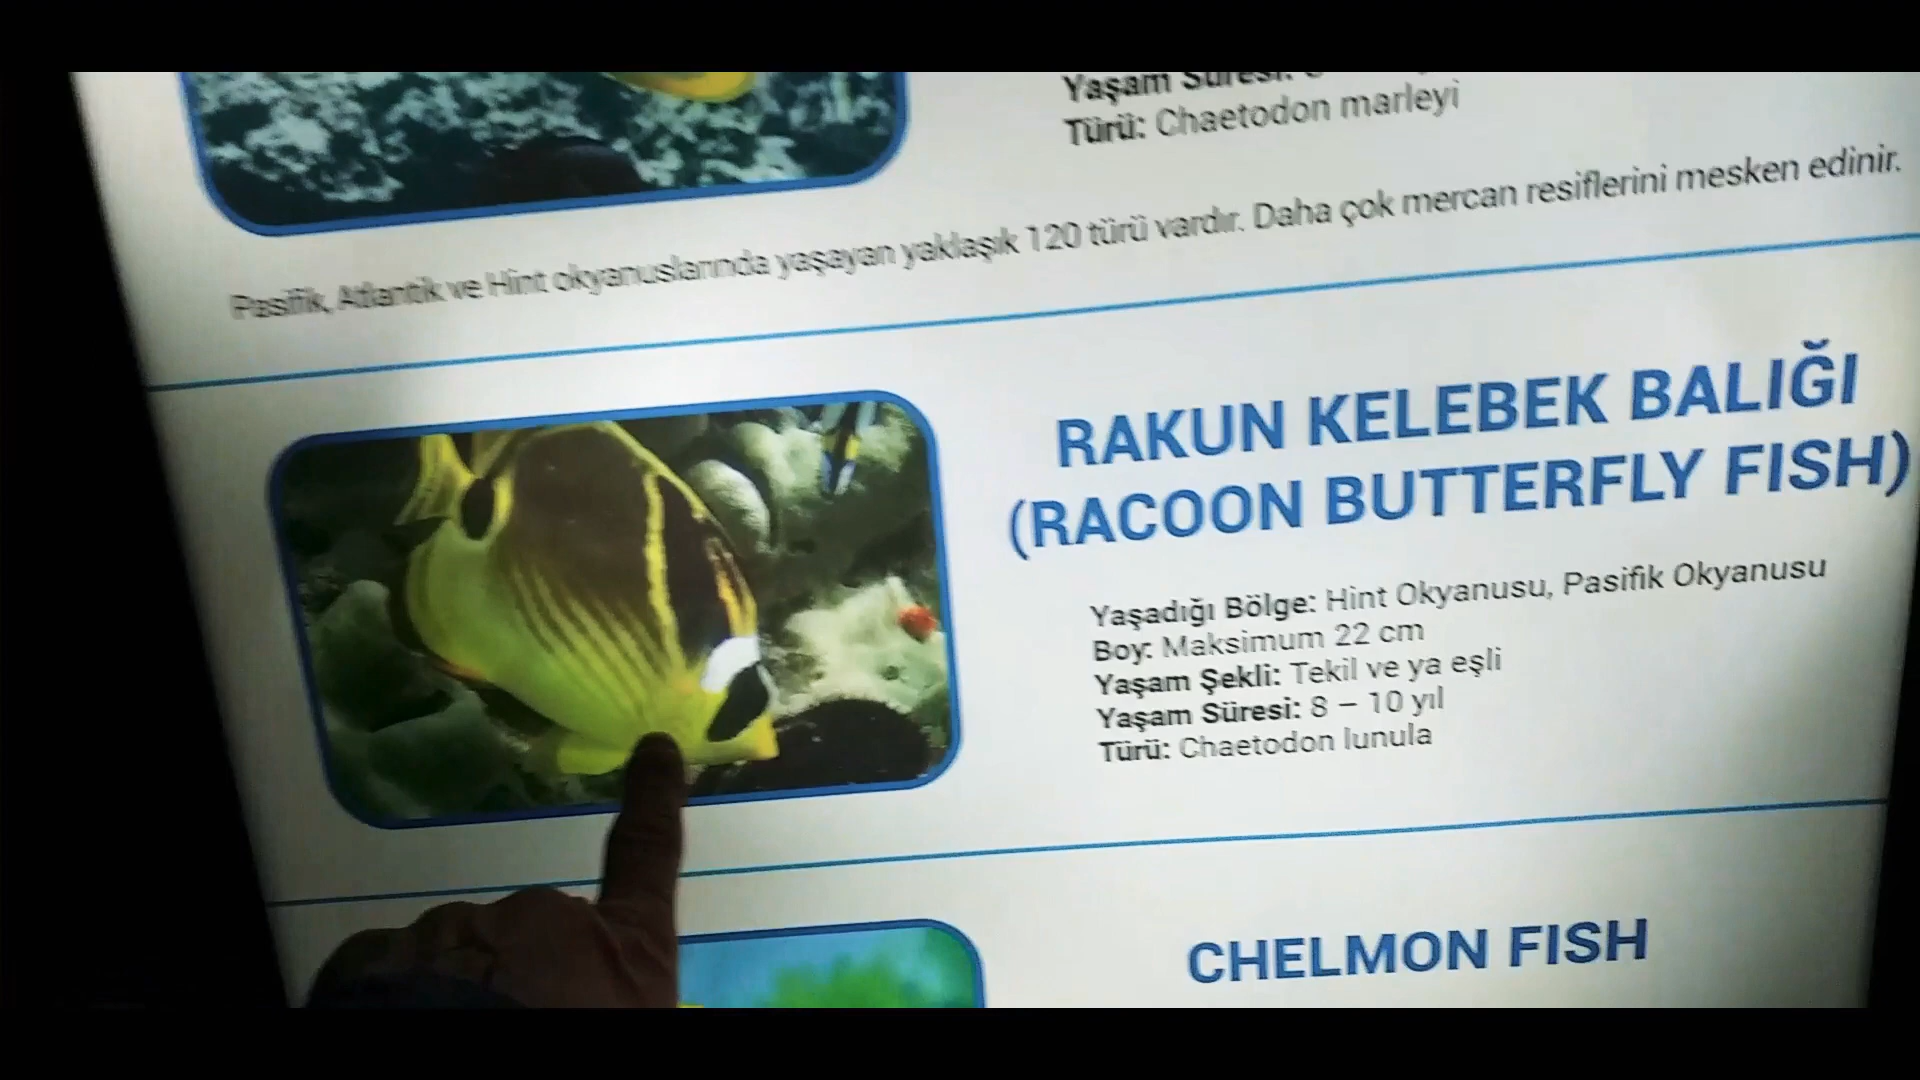 Yaşam Süresi:
Türü: Chaetodon marleyi
Pasifik, Atlantik ve Hint okyanuslarında yaşayan yaklaşık 120 türü vardır. Daha çok mercan resiflerini mesken edinir.
RAKUN KELEBEK BALIĞI
(RACOON BUTTERFLY FISH)
Yaşadığı Bölge: Hint Okyanusu, Pasifik Okyanusu
Boy: Maksimum 22 cm
Yaşam Şekli: Tekil ve ya eşli
Yaşam Süresi: 8 – 10 yıl
Türü: Chaetodon lunula
CHELMON FISH